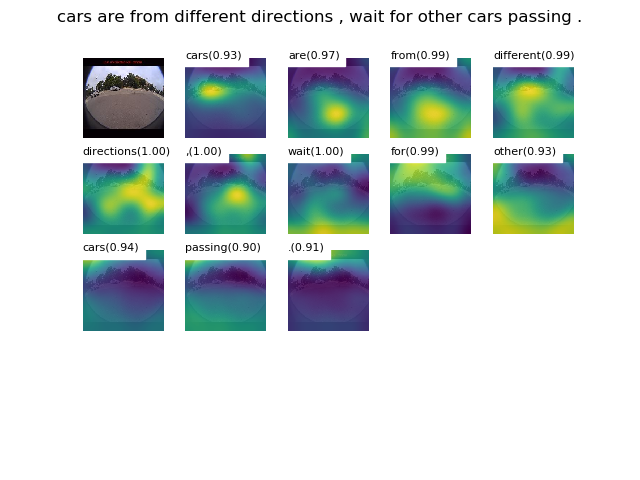 cars are from different directions , wait for other cars passing .
cars(0.93) are(0.97) from(0.99) different(0.99)
directions(1.00) ,(1.00) wait(1.00) for(0.99) other(0.93)
cars(0.94) passing(0.90) .(0.91)